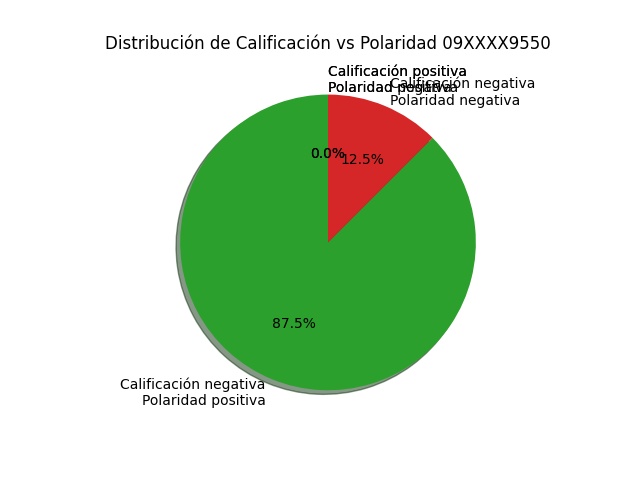 Distribución de Calificación vs Polaridad 09XXXX9550
Calificación positiva
Polaridad
Calificación negativa
Polaridad negativa
0.0%
12.5%
87.5%
Calificación negativa
Polaridad positiva